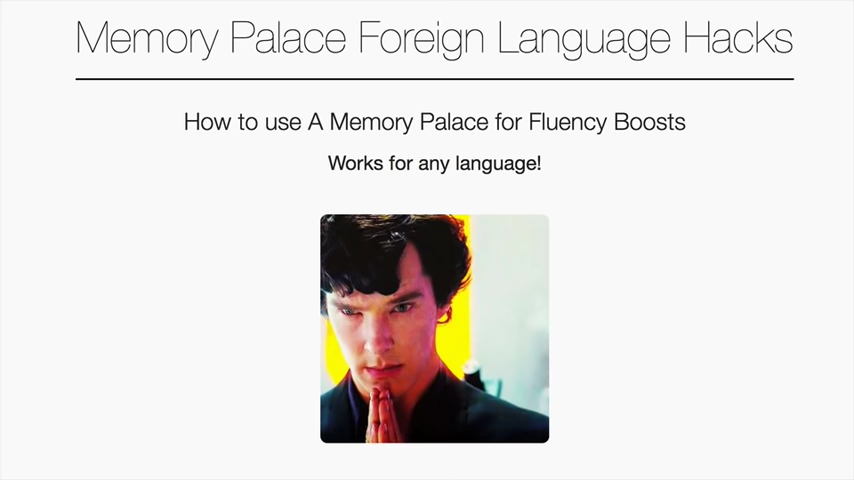 Memory Palace Foreign Language Hacks
How to use A Memory Palace for Fluency Boosts
Works for any language!